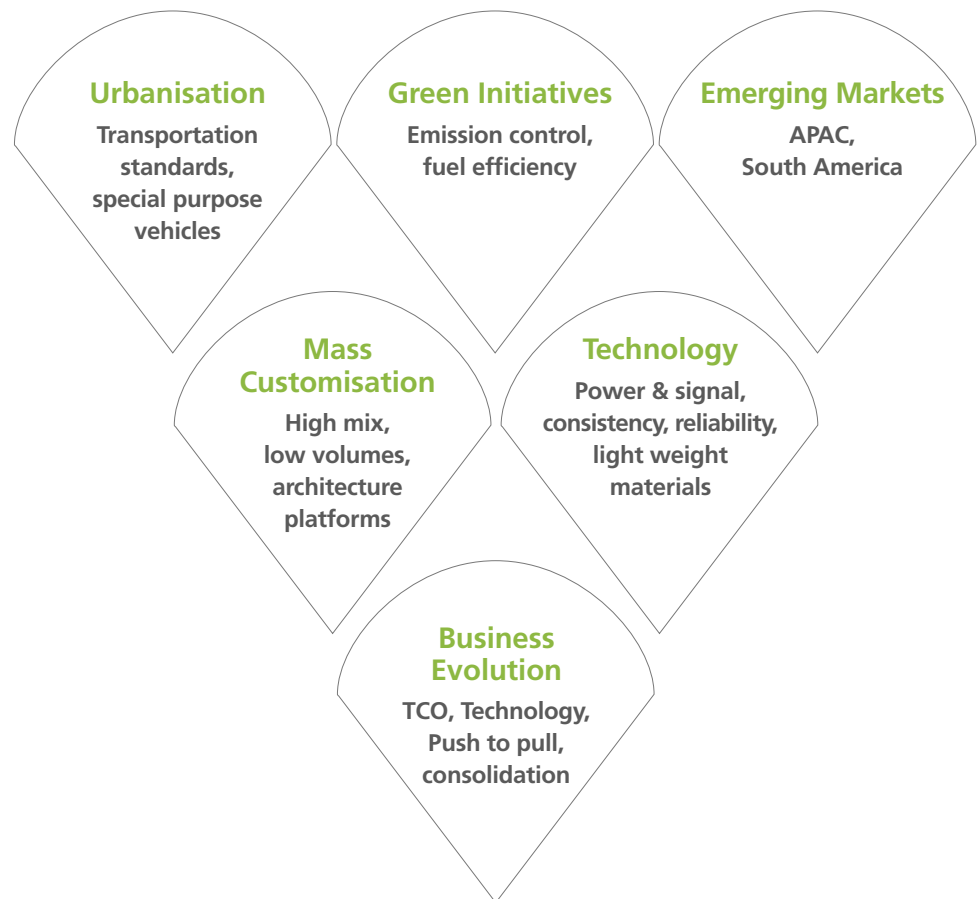 Urbanisation
Transportation
standards,
special purpose
vehicles
Green Initiatives
Emission control,
fuel efficiency
Emerging Markets
APAC,
South America
Mass
Customisation
High mix,
low volumes,
architecture
platforms
Technology
Power & signal,
consistency, reliability,
light weight
materials
Business
Evolution
TCO, Technology,
Push to pull,
consolidation